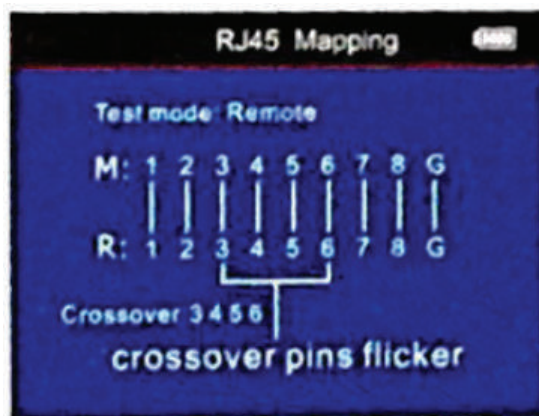 RJ45 Mapping
Test mode: Remote
M: 1 2 3 4 5 6 7 8 G
R: 1 2 3 4 5 6 7 8 G
Crossover 3 4 5 6
crossover pins flicker